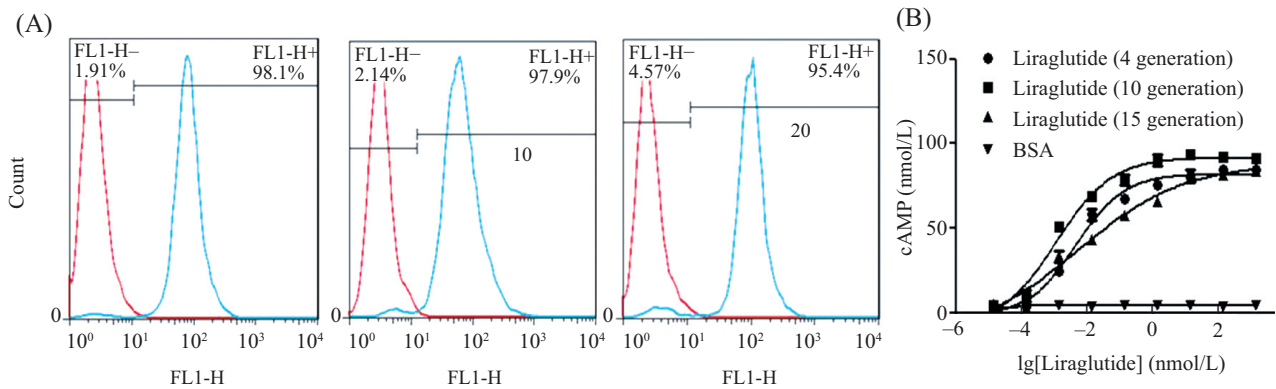 (A)
Count
FL1-H−
1.91%
FL1-H+
98.1%
0
10⁰ 10¹ 10² 10³ 10⁴
FL1-H
FL1-H−
2.14%
FL1-H+
97.9%
10
0
10⁰ 10¹ 10² 10³ 10⁴
FL1-H
FL1-H−
4.57%
FL1-H+
95.4%
20
0
10⁰ 10¹ 10² 10³ 10⁴
FL1-H
(B)
cAMP (nmol/L)
150
100
50
0
Liraglutide (4 generation)
Liraglutide (10 generation)
Liraglutide (15 generation)
BSA
−6 −4 −2 0 2 4
lg[Liraglutide] (nmol/L)